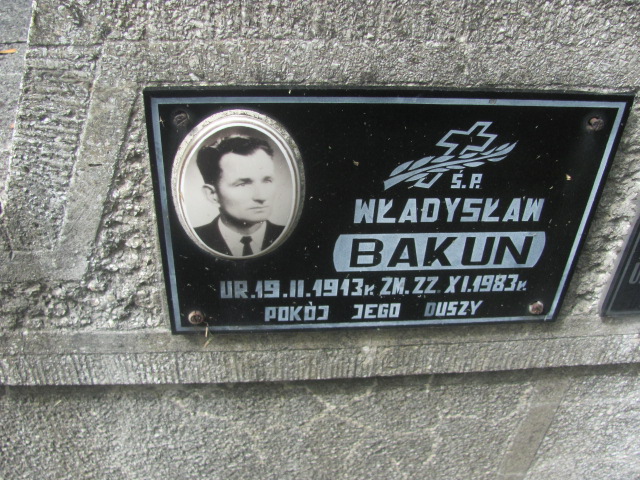 Ś.P.
WŁADYSŁAW
BAKUN
UR.19.II.1913r. ZM.22.XI.1983r.
POKÓJ JEGO DUSZY